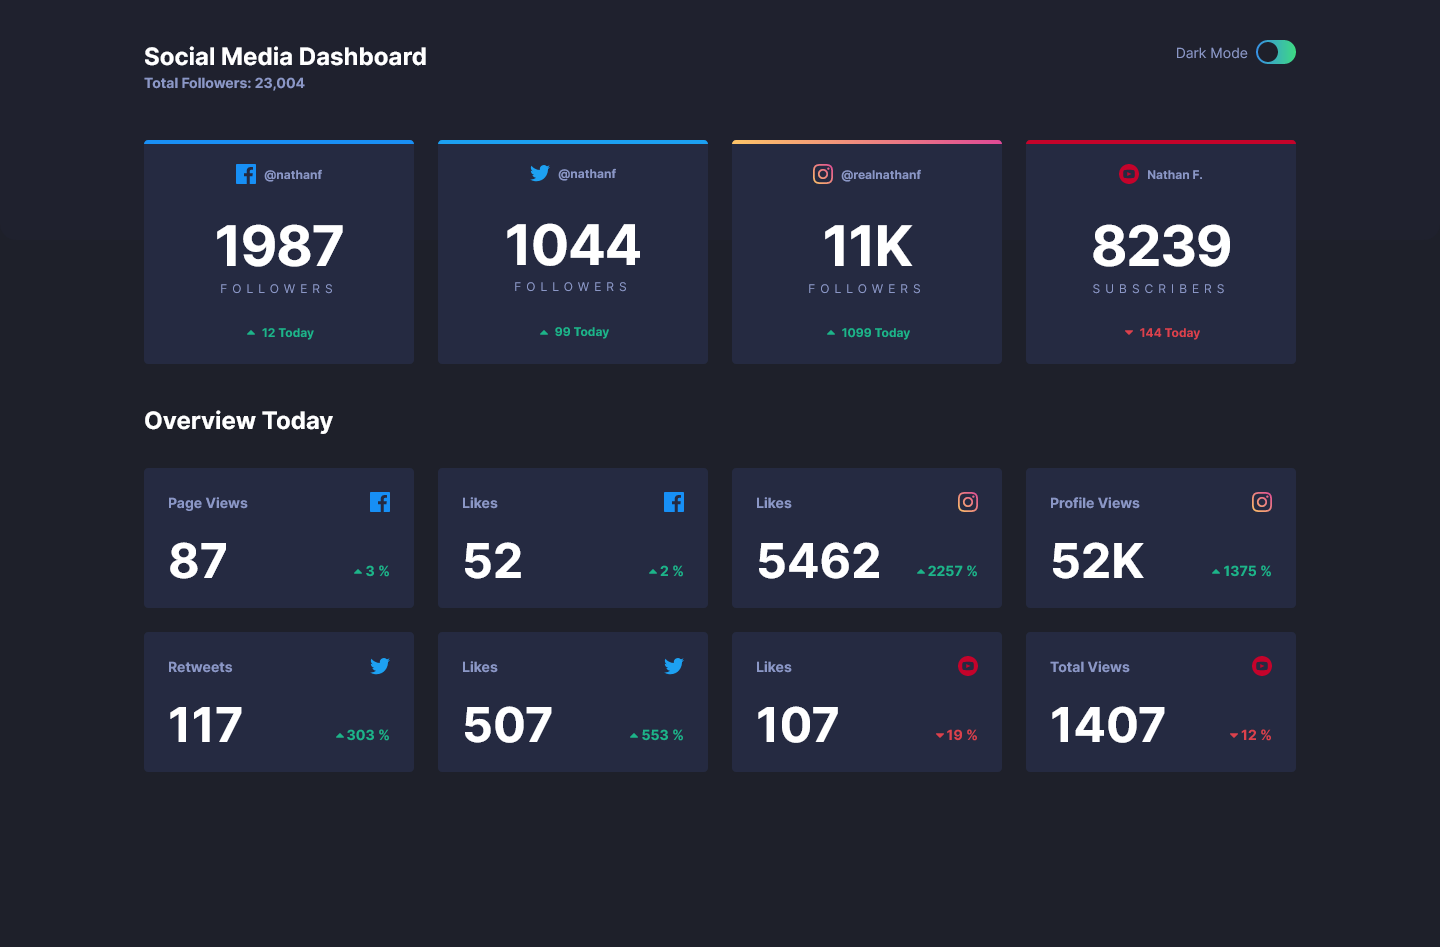 Social Media Dashboard
Total Followers: 23,004
Dark Mode
@nathanf
1987
FOLLOWERS
12 Today
@nathanf
1044
FOLLOWERS
99 Today
@realnathanf
11K
FOLLOWERS
1099 Today
Nathan F.
8239
SUBSCRIBERS
144 Today
Overview Today
Page Views
87
3 %
Likes
52
2 %
Likes
5462
2257 %
Profile Views
52K
1375 %
Retweets
117
303 %
Likes
507
553 %
Likes
107
19 %
Total Views
1407
12 %